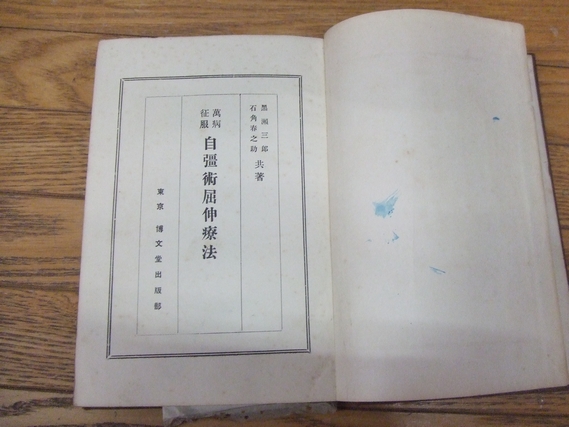 黒瀬三郎
石角春之助
共著
萬病
征服
自彊術屈伸療法
東京 博文堂出版部